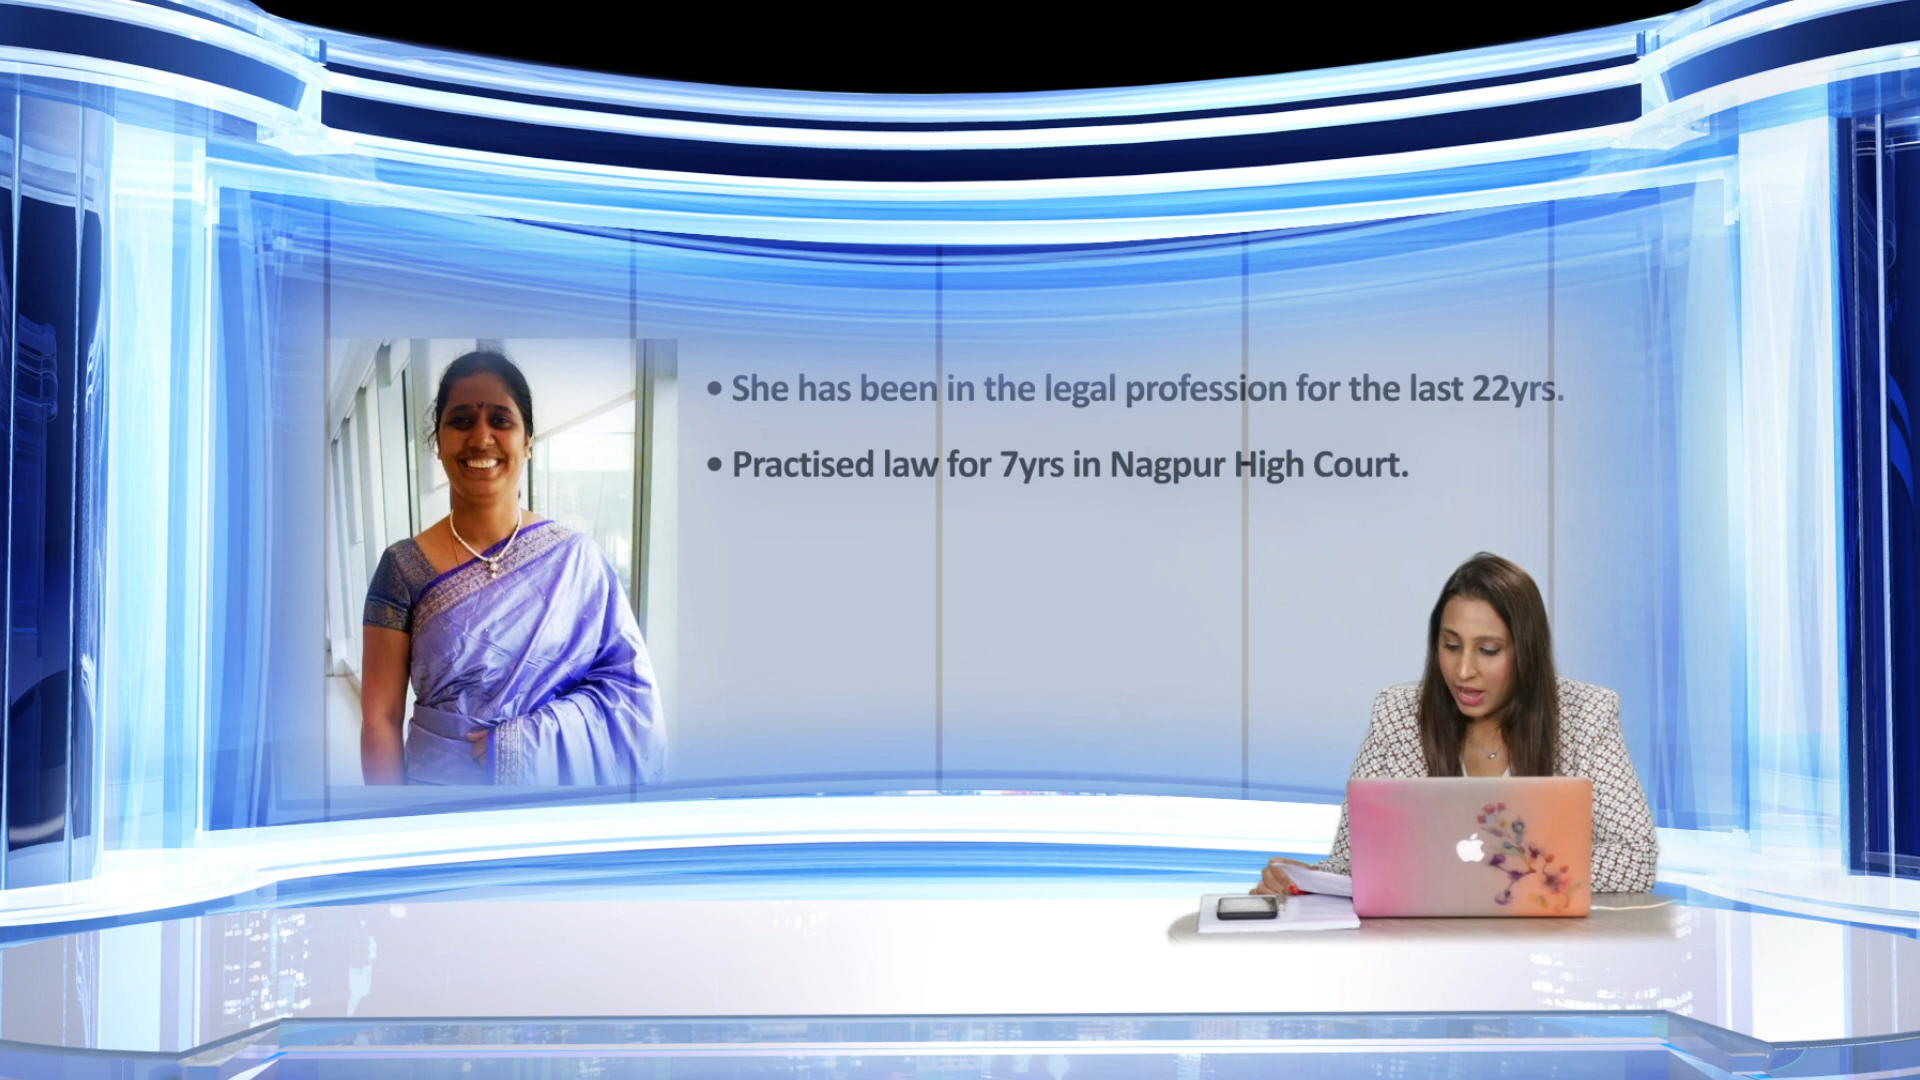 • She has been in the legal profession for the last 22yrs.
• Practised law for 7yrs in Nagpur High Court.